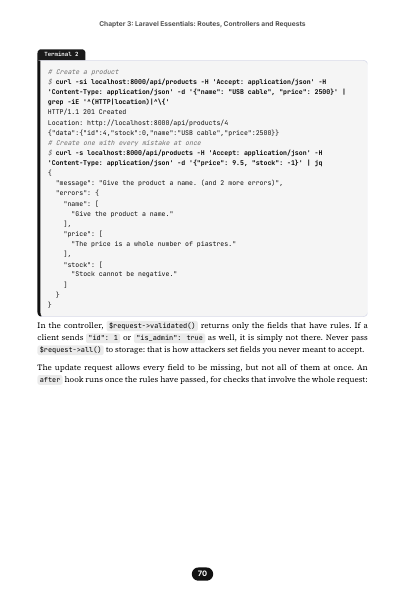 Chapter 3: Laravel Essentials: Routes, Controllers and Requests
Terminal 2
# Create a product
$ curl -si localhost:8000/api/products -H 'Accept: application/json' -H
'Content-Type: application/json' -d '{"name": "USB cable", "price": 2500}' |
grep -iE '^(HTTP|location)|^\{'
HTTP/1.1 201 Created
Location: http://localhost:8000/api/products/4
{"data":{"id":4,"stock":0,"name":"USB cable","price":2500}}
# Create one with every mistake at once
$ curl -s localhost:8000/api/products -H 'Accept: application/json' -H
'Content-Type: application/json' -d '{"price": 9.5, "stock": -1}' | jq
{
  "message": "Give the product a name. (and 2 more errors)",
  "errors": {
    "name": [
      "Give the product a name."
    ],
    "price": [
      "The price is a whole number of piastres."
    ],
    "stock": [
      "Stock cannot be negative."
    ]
  }
}
In the controller, $request->validated() returns only the fields that have rules. If a
client sends "id": 1 or "is_admin": true as well, it is simply not there. Never pass
$request->all() to storage: that is how attackers set fields you never meant to accept.
The update request allows every field to be missing, but not all of them at once. An
after hook runs once the rules have passed, for checks that involve the whole request:
70